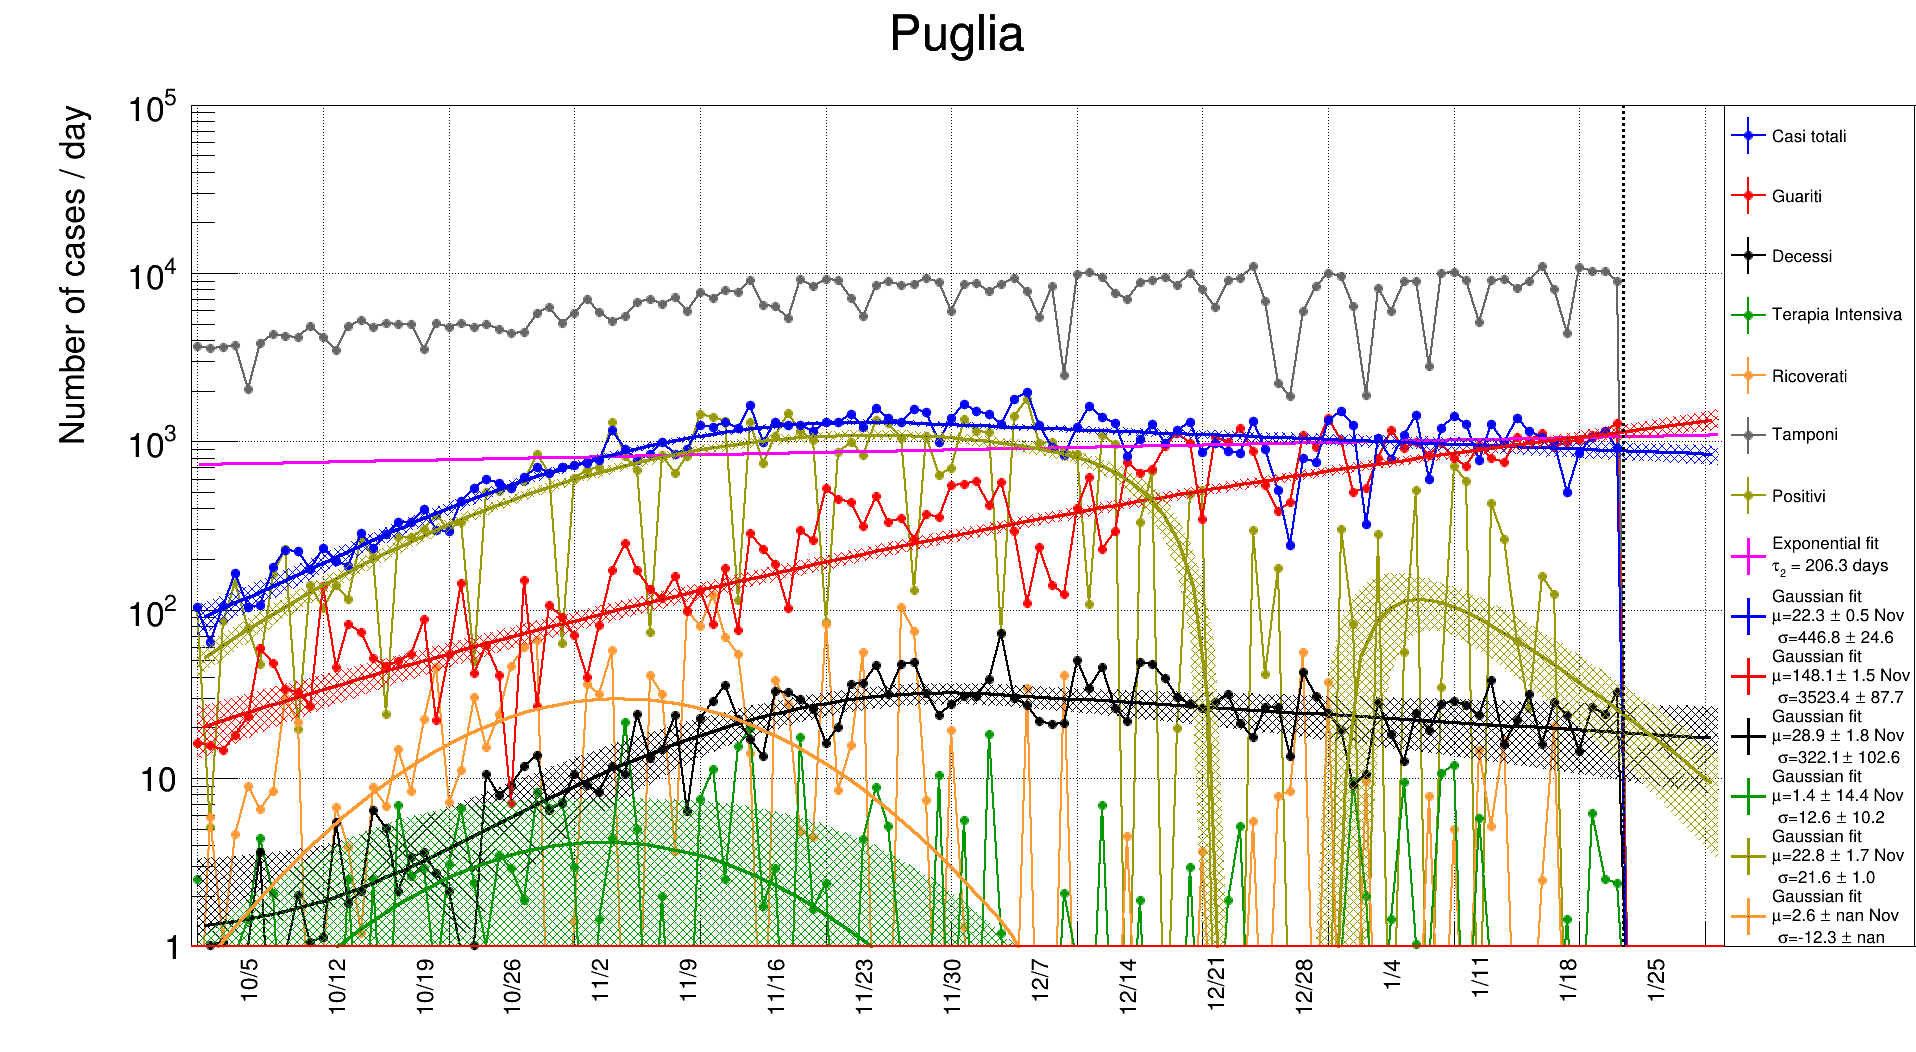 Puglia
Number of cases / day
10^5
10^4
10^3
10^2
10
1
10/5
10/12
10/19
10/26
11/2
11/9
11/16
11/23
11/30
12/7
12/14
12/21
12/28
1/4
1/11
1/18
1/25
Casi totali
Guariti
Decessi
Terapia Intensiva
Ricoverati
Tamponi
Positivi
Exponential fit
τ_2 = 206.3 days
Gaussian fit
μ=22.3 ± 0.5 Nov
σ=446.8 ± 24.6
Gaussian fit
μ=148.1 ± 1.5 Nov
σ=3523.4 ± 87.7
Gaussian fit
μ=28.9 ± 1.8 Nov
σ=322.1 ± 102.6
Gaussian fit
μ=1.4 ± 14.4 Nov
σ=12.6 ± 10.2
Gaussian fit
μ=22.8 ± 1.7 Nov
σ=21.6 ± 1.0
Gaussian fit
μ=2.6 ± nan Nov
σ=-12.3 ± nan